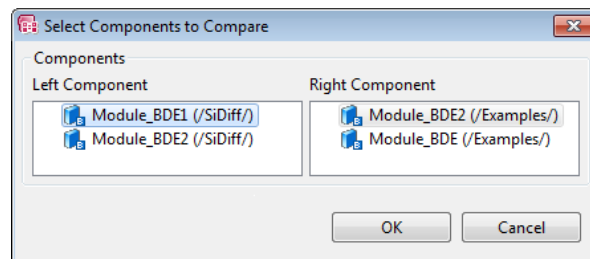 Select Components to Compare
Components
Left Component
Right Component
Module_BDE1 (/SiDiff/)
Module_BDE2 (/SiDiff/)
Module_BDE2 (/Examples/)
Module_BDE (/Examples/)
OK
Cancel